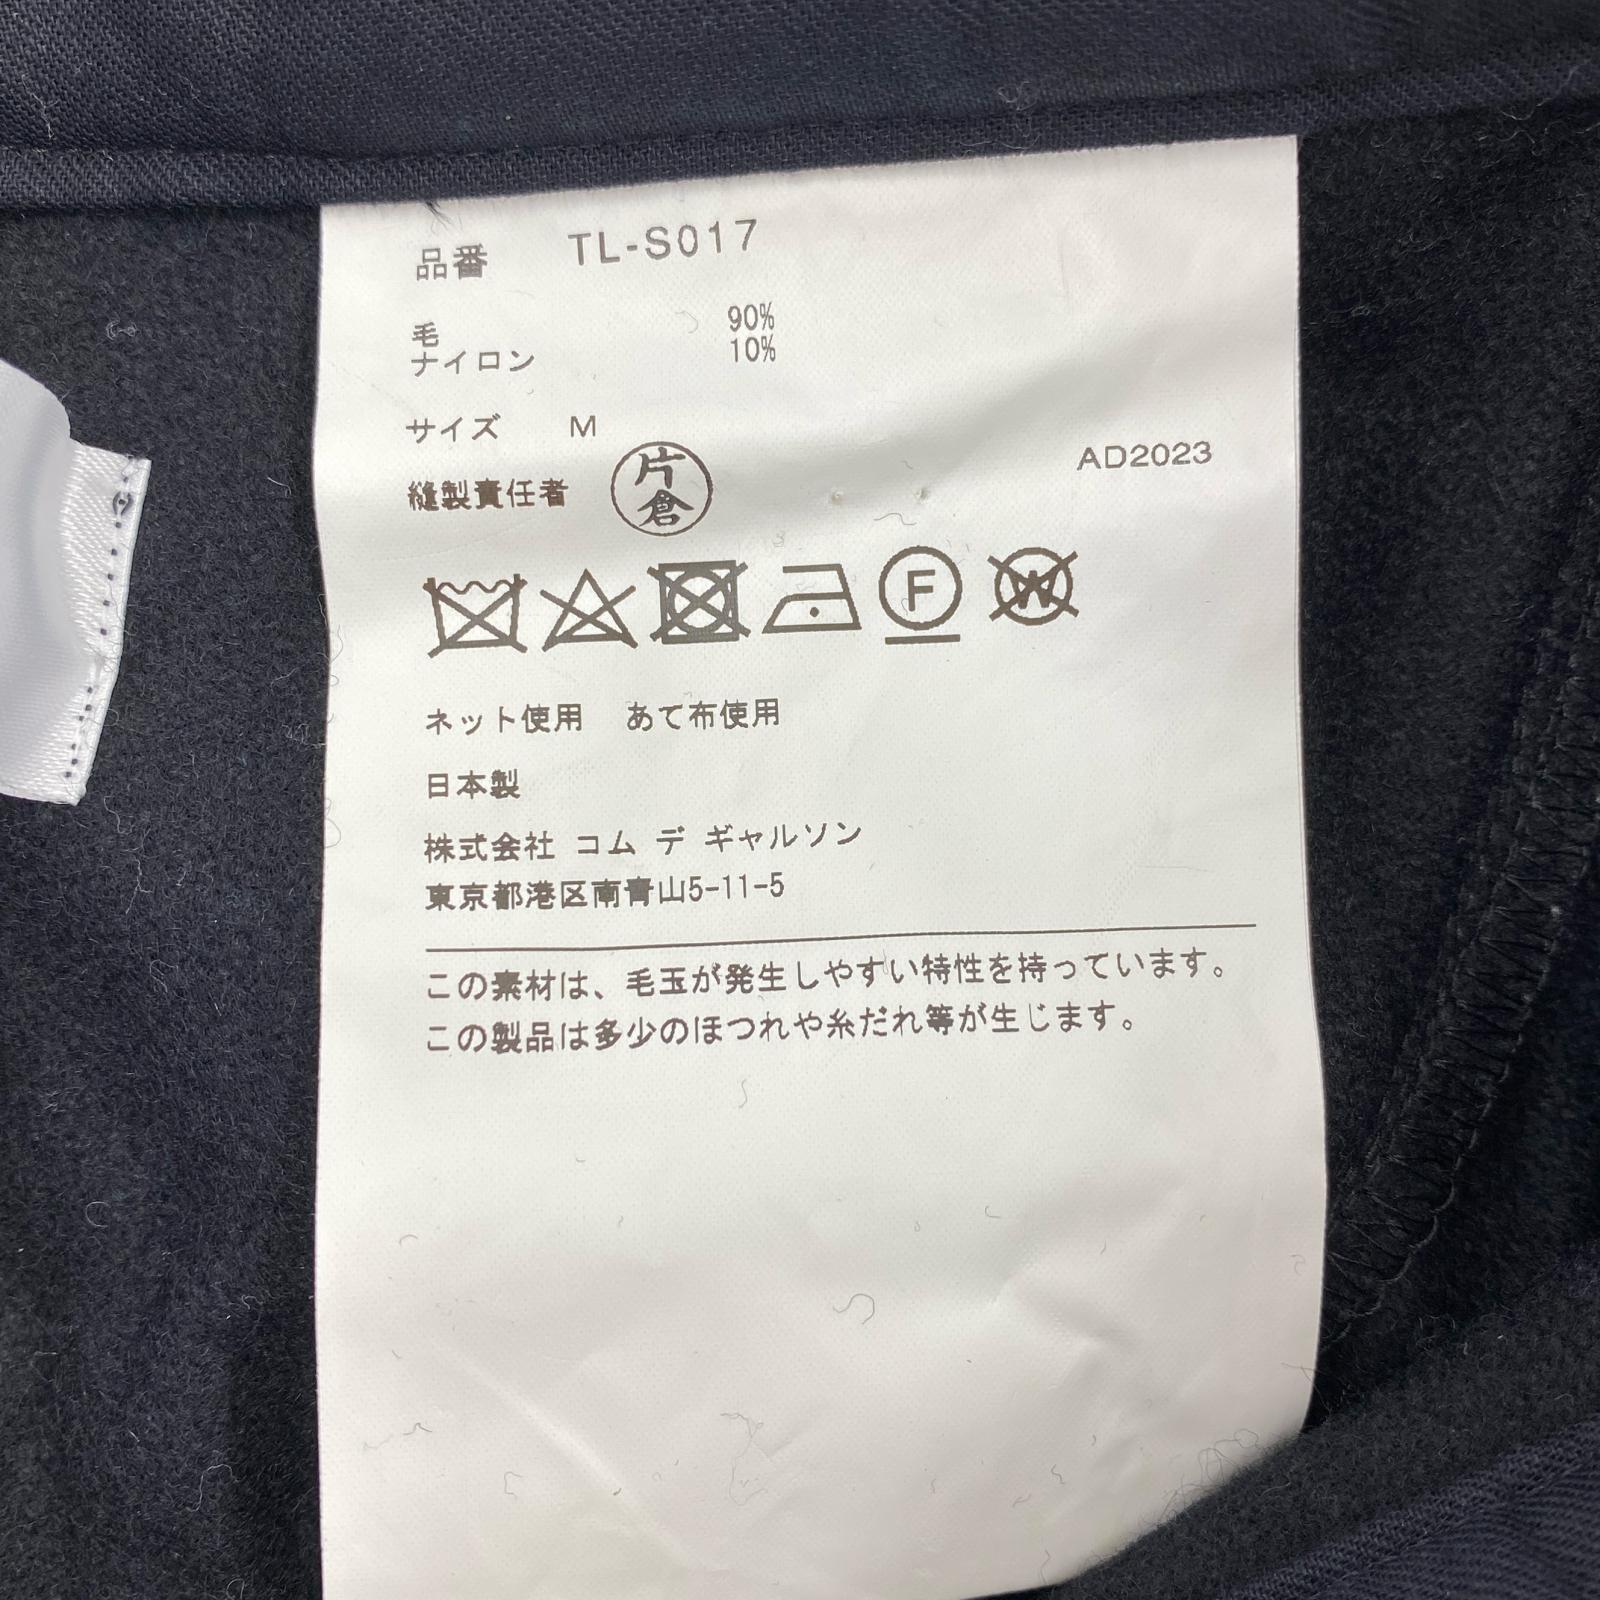 品番 TL-S017
毛 90%
ナイロン 10%
サイズ M
縫製責任者 片倉
AD2023
F W
ネット使用 あて布使用
日本製
株式会社 コム デ ギャルソン
東京都港区南青山5-11-5
この素材は、毛玉が発生しやすい特性を持っています。
この製品は多少のほつれや糸だれ等が生じます。